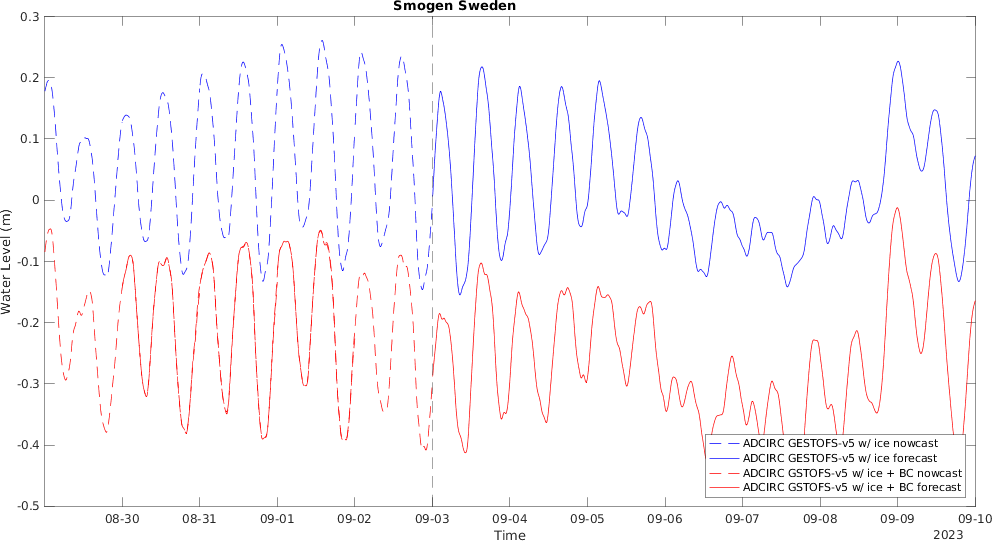 Smogen Sweden
0.3
0.2
0.1
0
-0.1
-0.2
-0.3
-0.4
-0.5
Water Level (m)
ADCIRC GESTOFS-v5 w/ ice nowcast
ADCIRC GESTOFS-v5 w/ ice forecast
ADCIRC GSTOFS-v5 w/ ice + BC nowcast
ADCIRC GSTOFS-v5 w/ ice + BC forecast
08-30 08-31 09-01 09-02 09-03 09-04 09-05 09-06 09-07 09-08 09-09 09-10
Time
2023